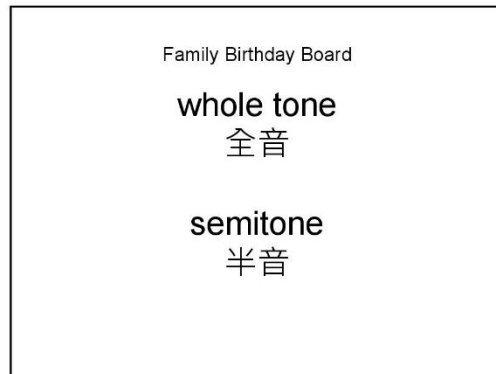 Family Birthday Board
whole tone
全音
semitone
半音